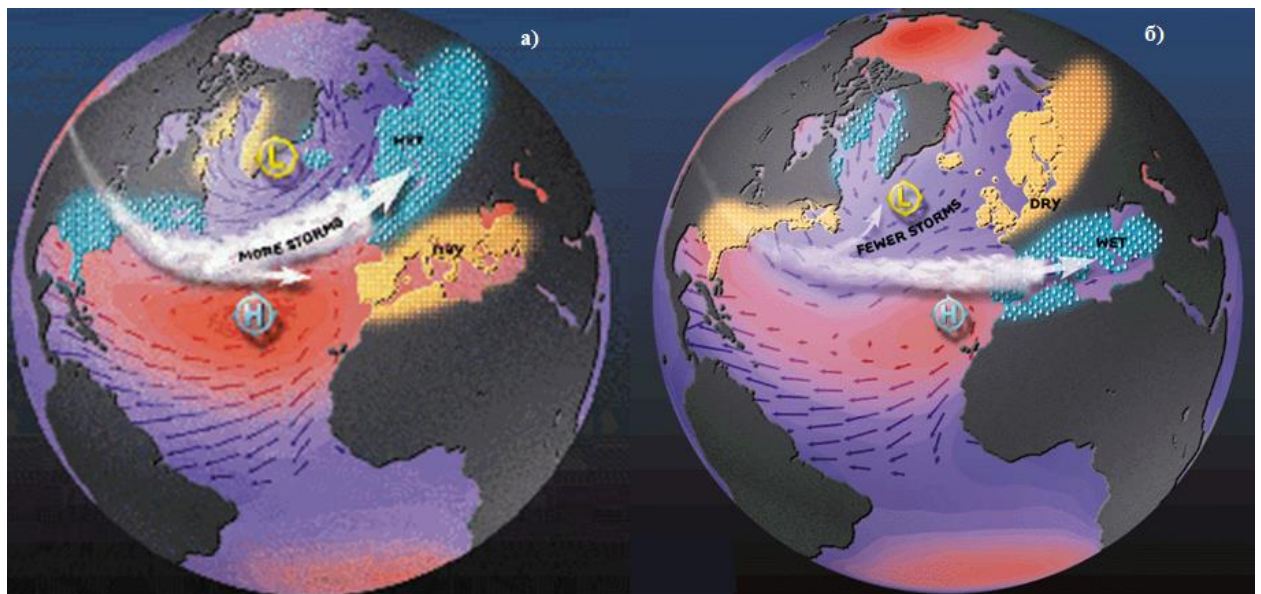 а)
WET
L
MORE STORMS
DRY
H
б)
L
DRY
FEWER STORMS
WET
H